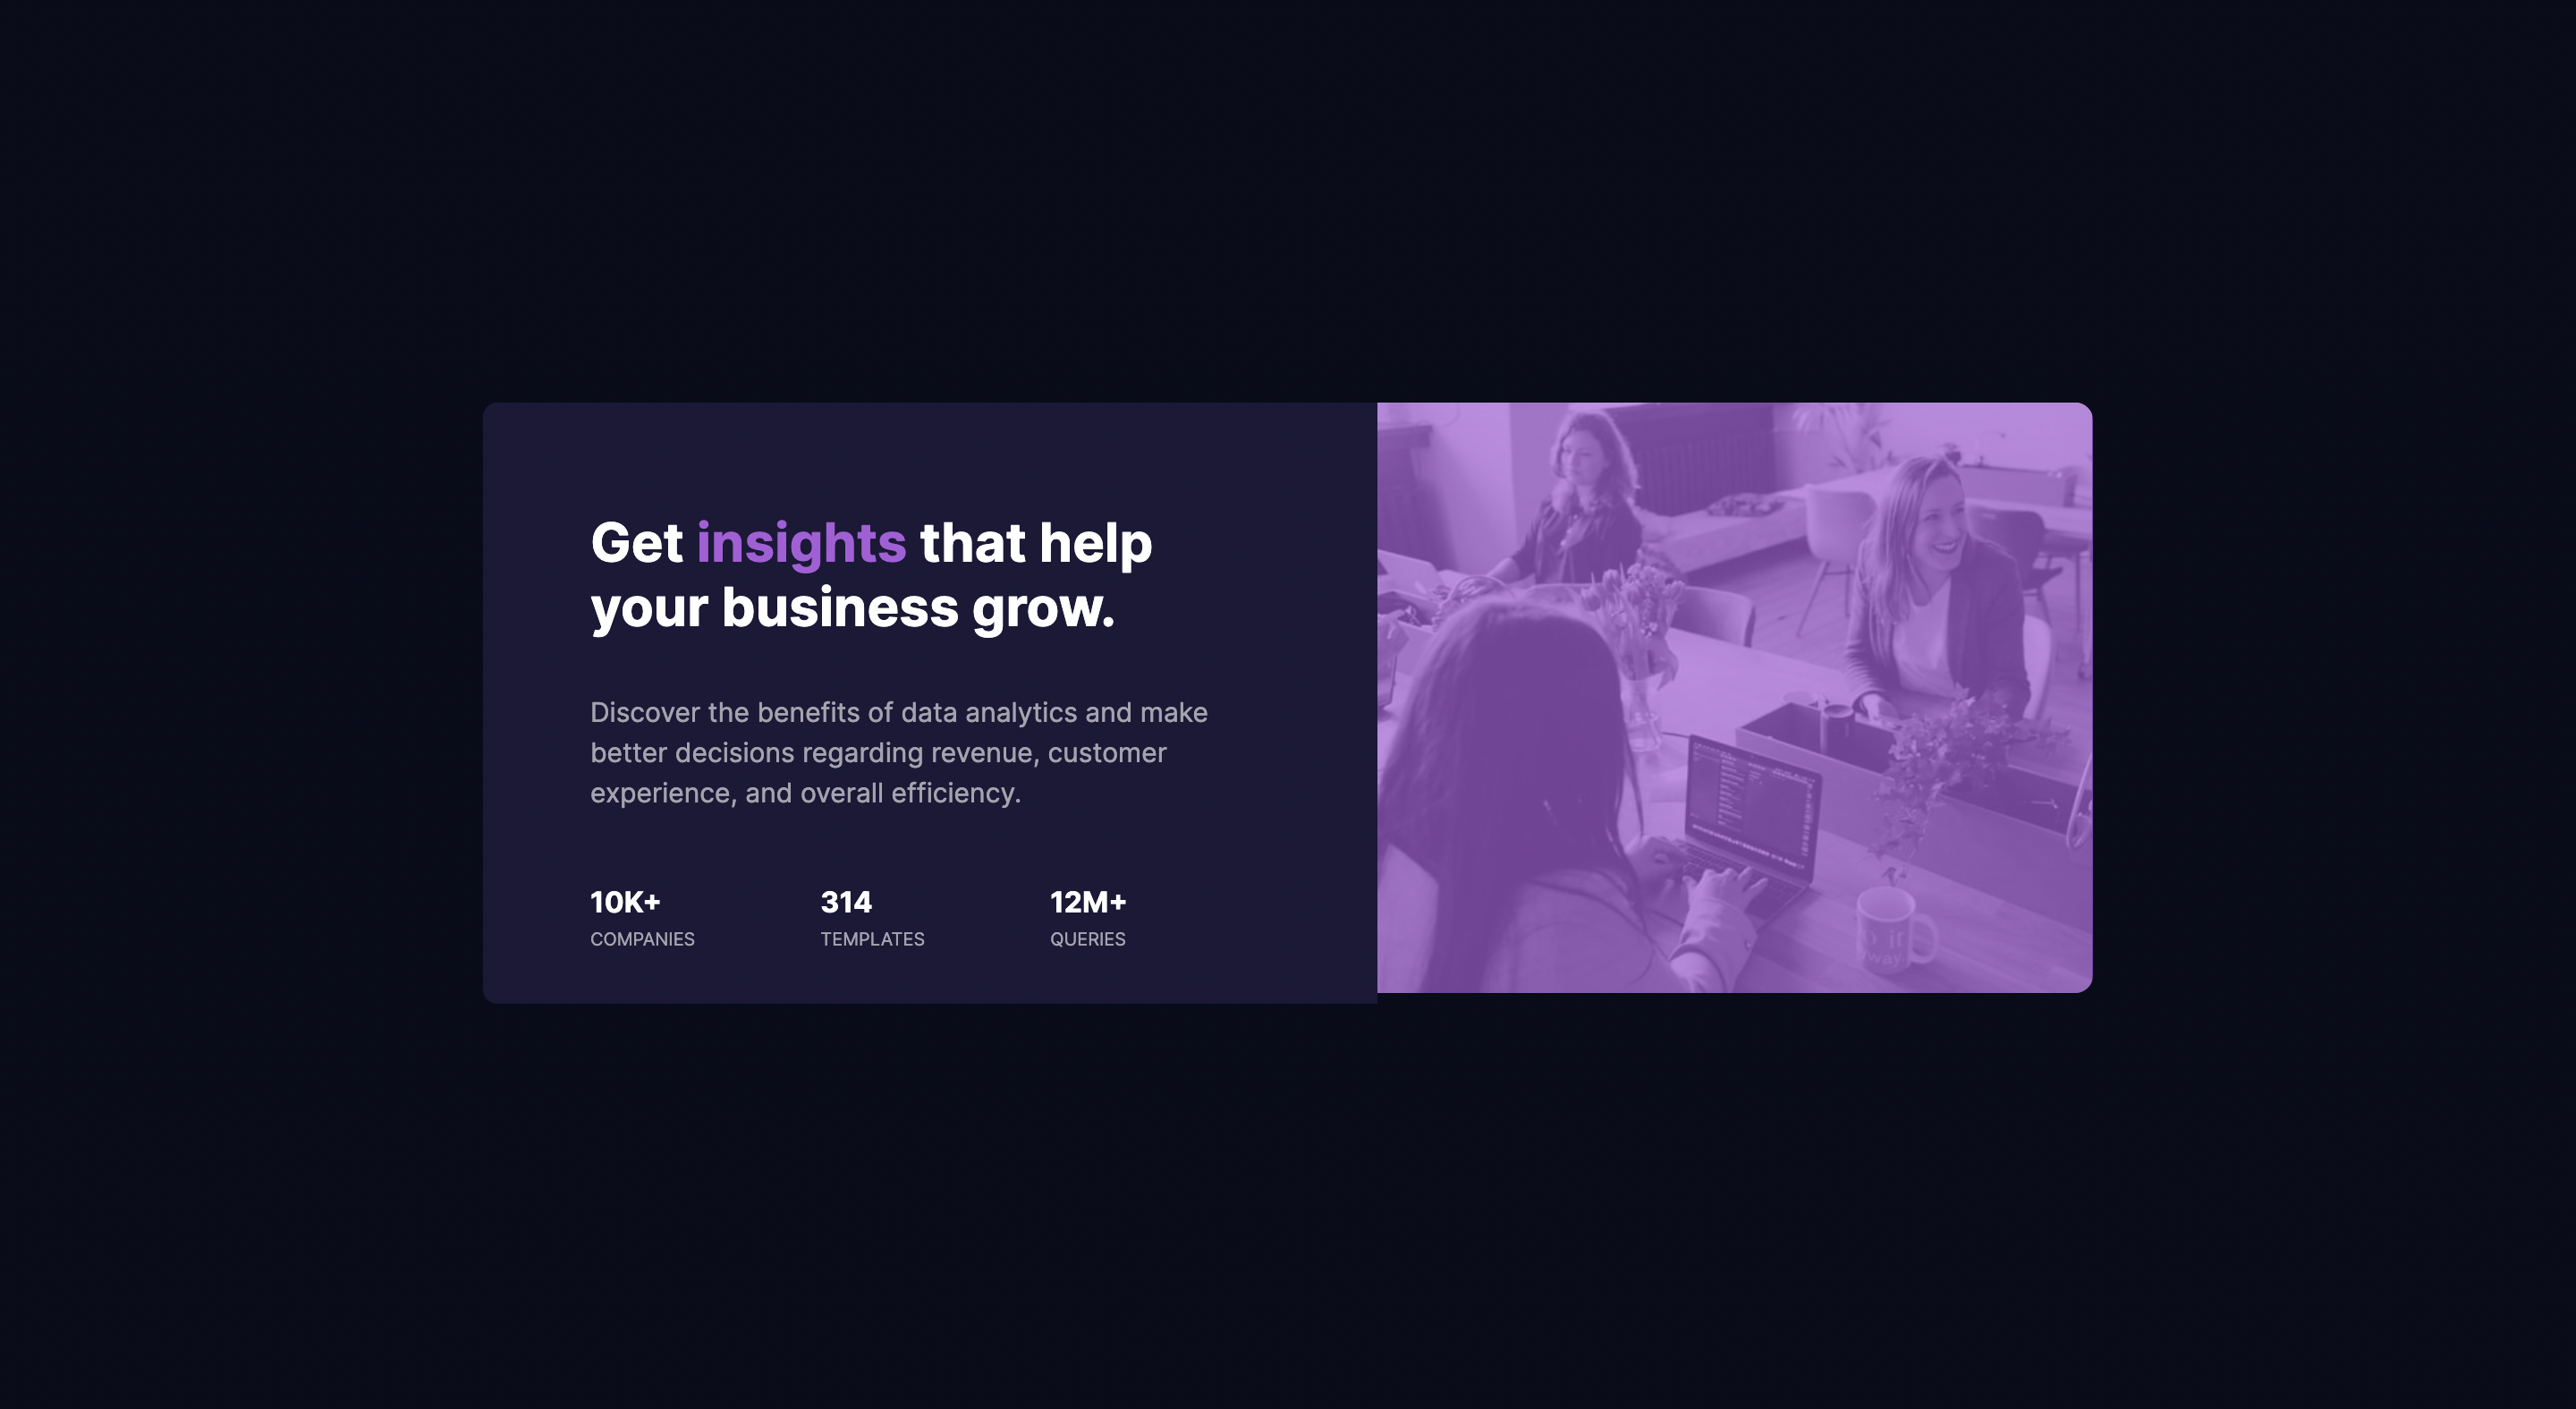 Get insights that help
your business grow.
Discover the benefits of data analytics and make
better decisions regarding revenue, customer
experience, and overall efficiency.
10K+
COMPANIES
314
TEMPLATES
12M+
QUERIES
way